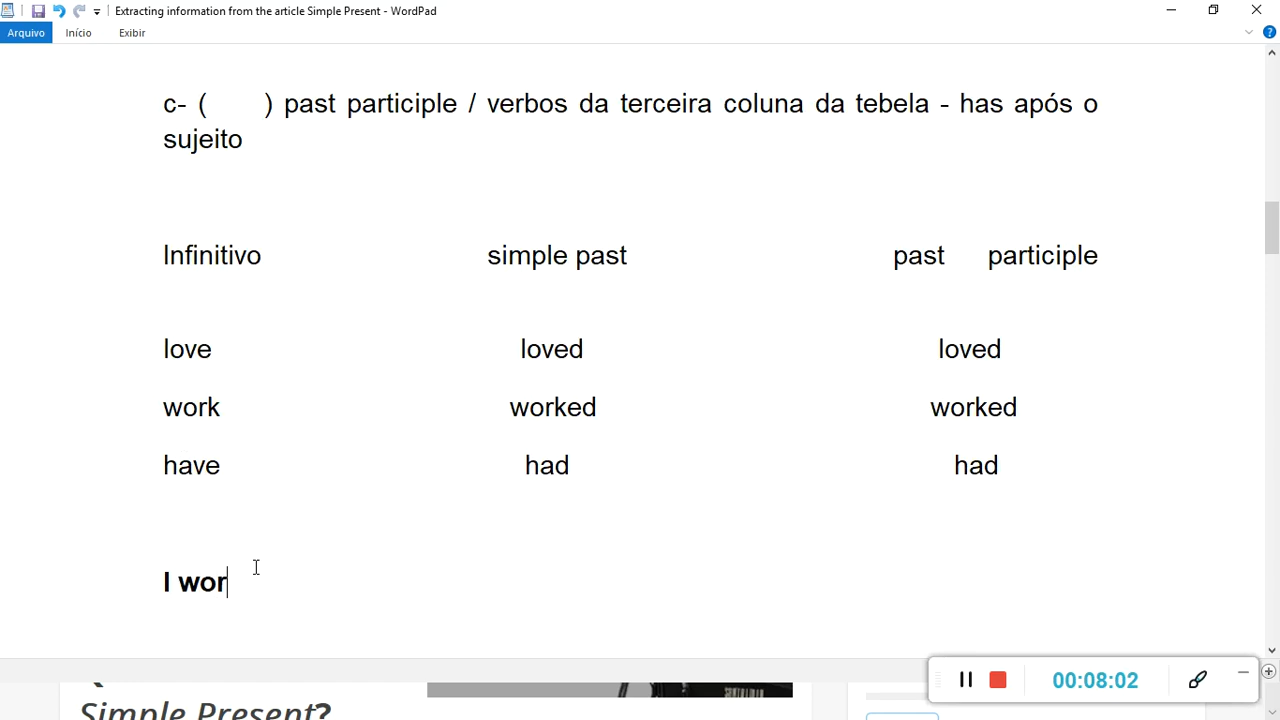 Extracting information from the article Simple Present - WordPad
Arquivo Início Exibir
c- ( ) past participle / verbos da terceira coluna da tebela - has após o
sujeito
Infinitivo simple past past participle
love loved loved
work worked worked
have had had
I wor
00:08:02
Simple Present?